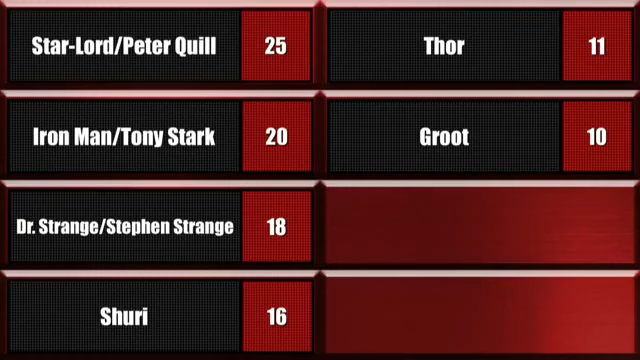 Star-Lord/Peter Quill 25
Iron Man/Tony Stark 20
Dr. Strange/Stephen Strange 18
Shuri 16
Thor 11
Groot 10